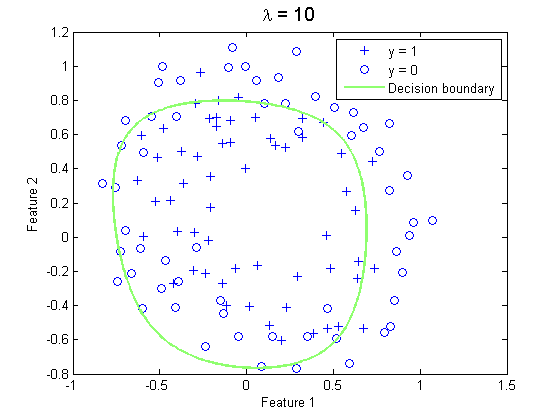 λ = 10
y = 1
y = 0
Decision boundary
Feature 2
1.2
1
0.8
0.6
0.4
0.2
0
-0.2
-0.4
-0.6
-0.8
-1 -0.5 0 0.5 1 1.5
Feature 1